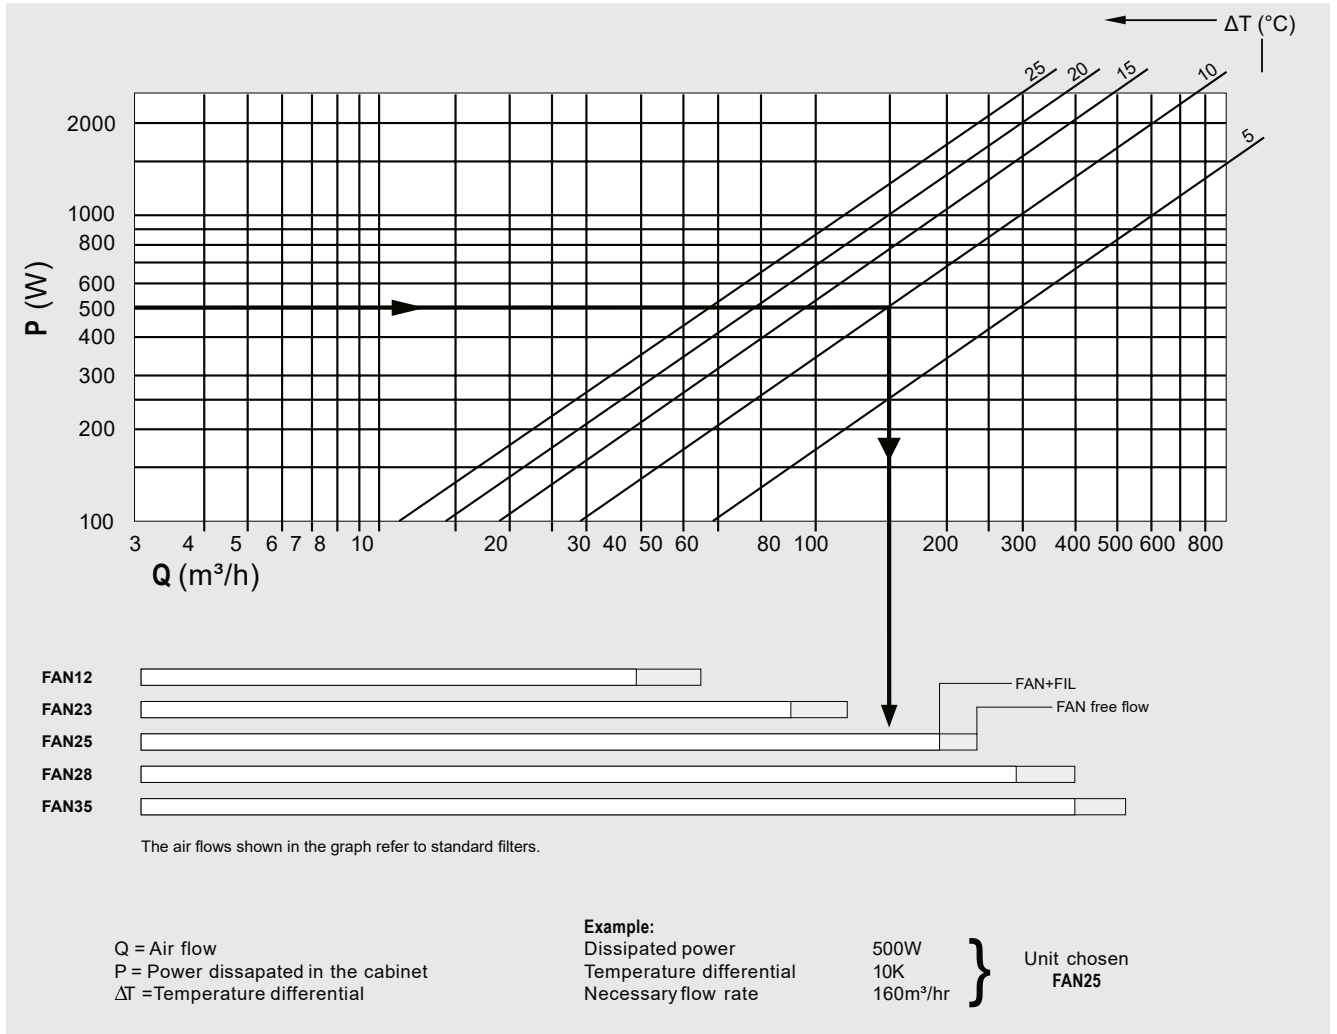 ΔT (°C)
25 20 15 10
5
2000
1000
800
600
500
400
300
200
100
P (W)
3 4 5 6 7 8 10 20 30 40 50 60 80 100 200 300 400 500 600 800
Q (m³/h)
FAN12
FAN+FIL
FAN23
FAN free flow
FAN25
FAN28
FAN35
The air flows shown in the graph refer to standard filters.
Q = Air flow
P = Power dissapated in the cabinet
ΔT =Temperature differential
Example:
Dissipated power 500W
Temperature differential 10K
Necessary flow rate 160m³/hr
}
Unit chosen
FAN25